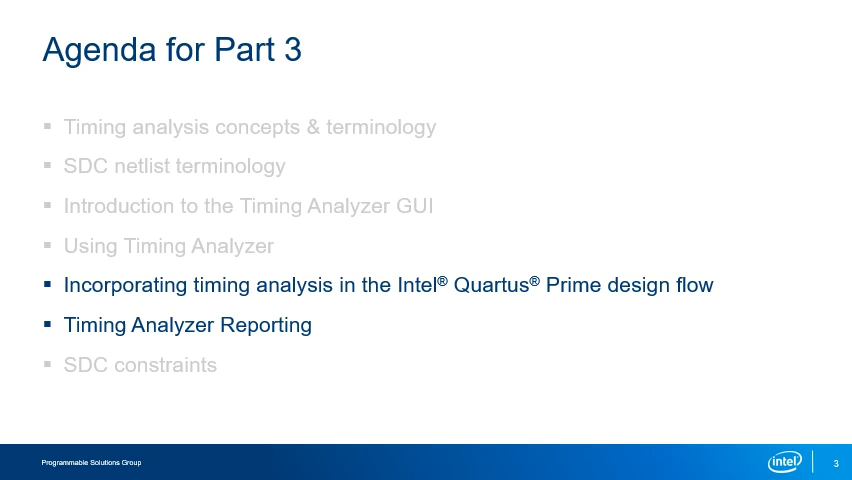 Agenda for Part 3
▪ Timing analysis concepts & terminology
▪ SDC netlist terminology
▪ Introduction to the Timing Analyzer GUI
▪ Using Timing Analyzer
▪ Incorporating timing analysis in the Intel® Quartus® Prime design flow
▪ Timing Analyzer Reporting
▪ SDC constraints
Programmable Solutions Group
intel
3